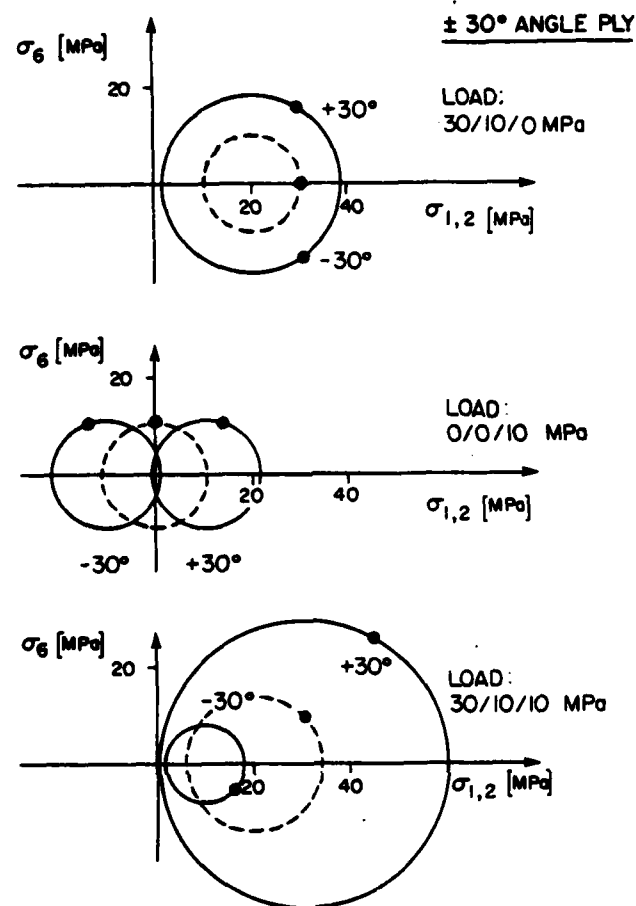 ± 30° ANGLE PLY
σ6 [MPa]
20
+30°
LOAD:
30/10/0 MPa
20
40
σ1,2 [MPa]
-30°
σ6 [MPa]
20
LOAD:
0/0/10 MPa
20
40
σ1,2 [MPa]
-30°
+30°
σ6 [MPa]
20
+30°
-30°
LOAD:
30/10/10 MPa
20
40
σ1,2 [MPa]